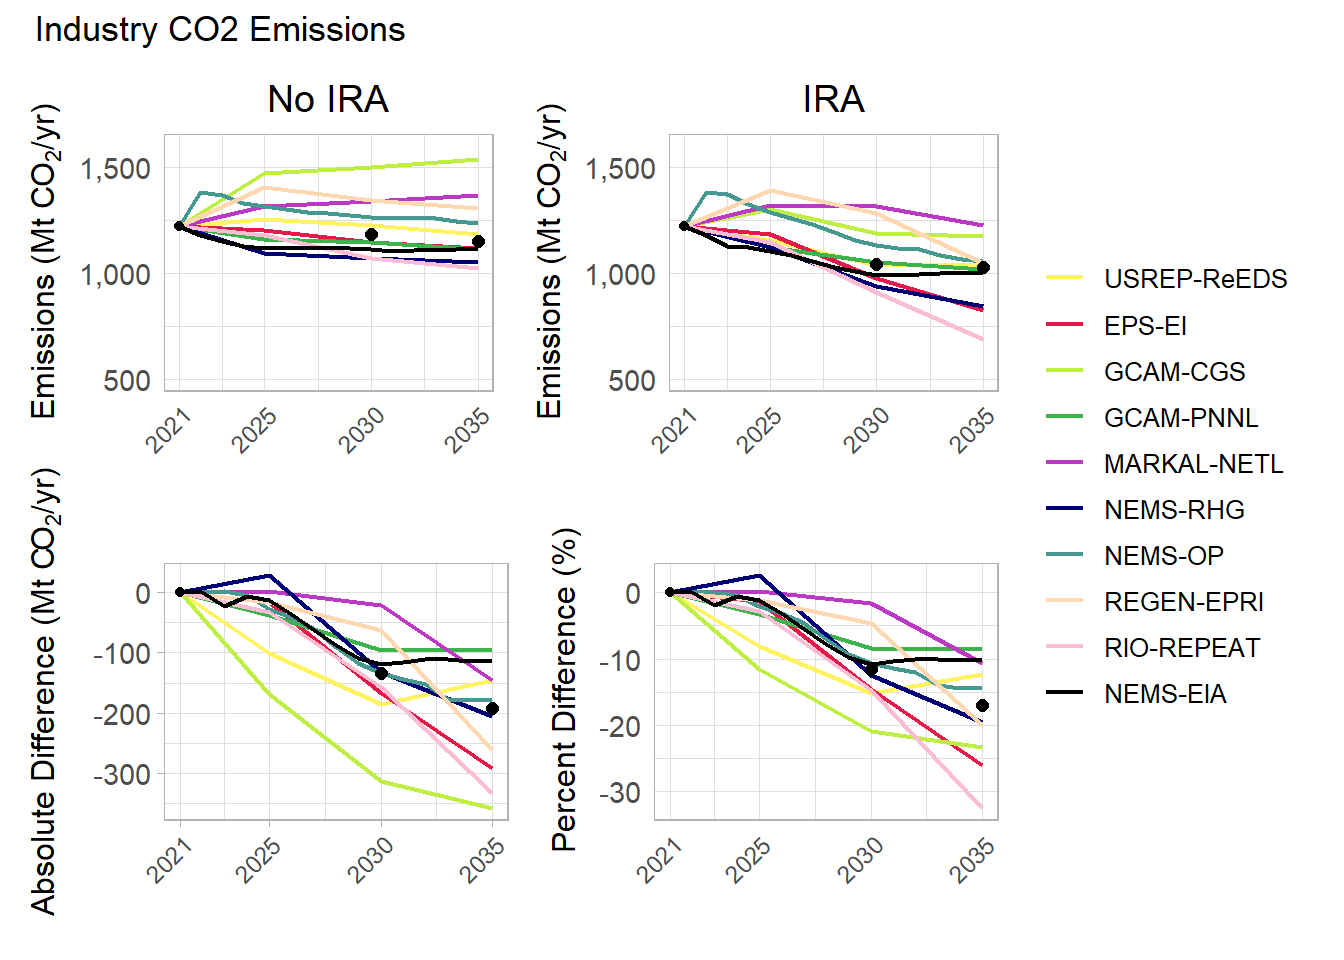 Industry CO2 Emissions
No IRA
IRA
Emissions (Mt CO₂/yr)
1,500
1,000
500
2021
2025
2030
2035
Emissions (Mt CO₂/yr)
1,500
1,000
500
2021
2025
2030
2035
Absolute Difference (Mt CO₂/yr)
0
-100
-200
-300
2021
2025
2030
2035
Percent Difference (%)
0
-10
-20
-30
2021
2025
2030
2035
USREP-ReEDS
EPS-EI
GCAM-CGS
GCAM-PNNL
MARKAL-NETL
NEMS-RHG
NEMS-OP
REGEN-EPRI
RIO-REPEAT
NEMS-EIA